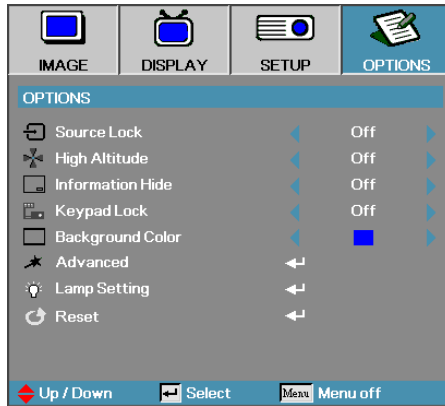 IMAGE DISPLAY SETUP OPTIONS
OPTIONS
Source Lock Off
High Altitude Off
Information Hide Off
Keypad Lock Off
Background Color
Advanced
Lamp Setting
Reset
Up / Down Select Menu Menu off